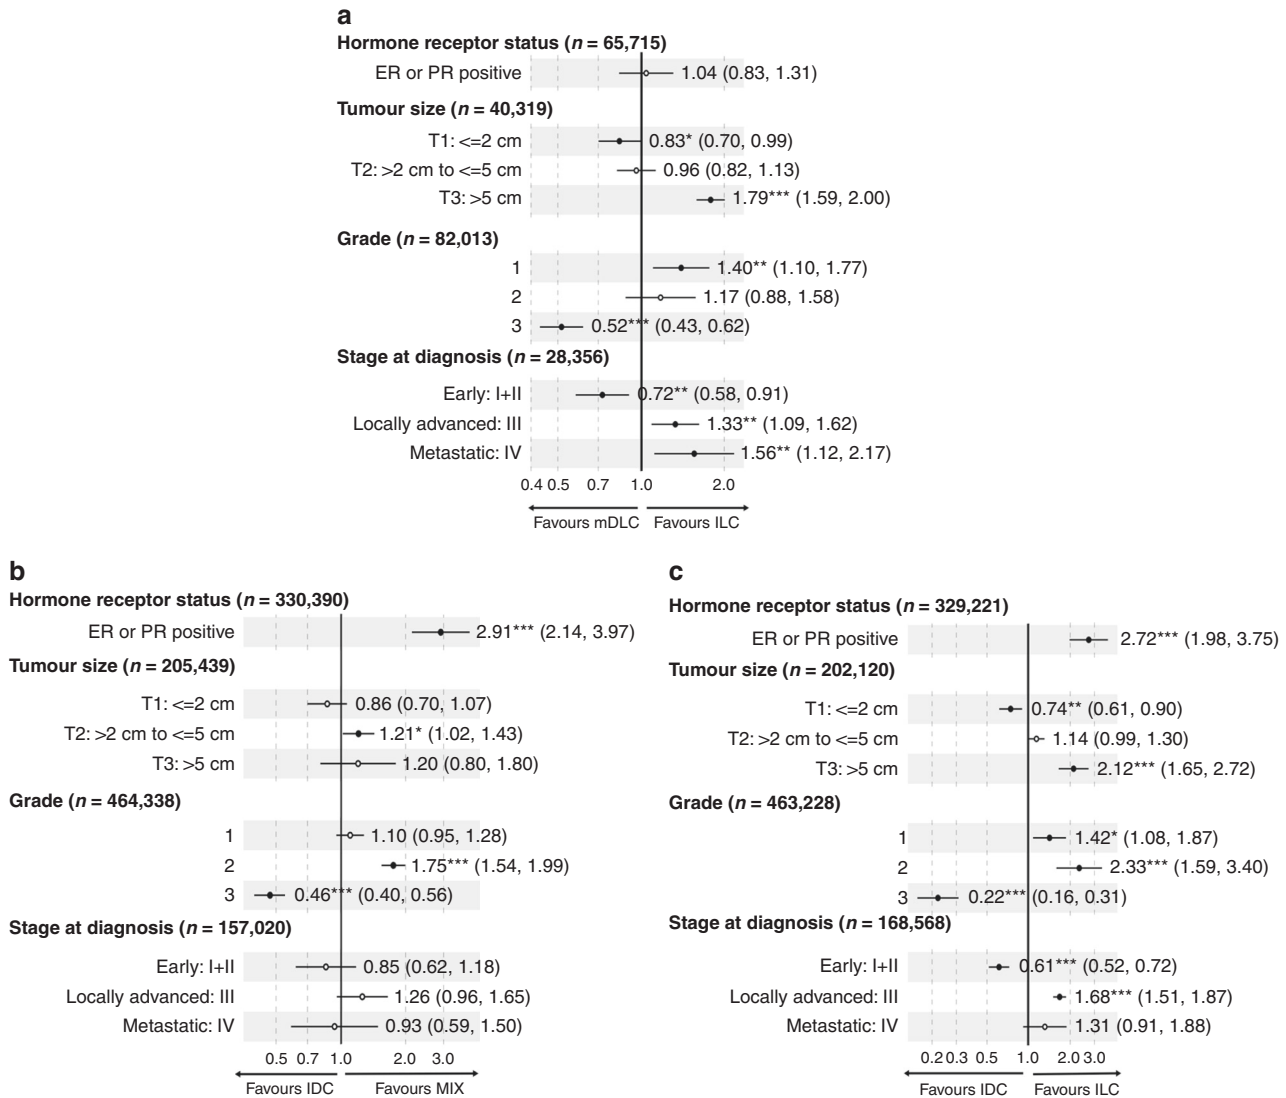 a
Hormone receptor status (n = 65,715)
ER or PR positive 1.04 (0.83, 1.31)
Tumour size (n = 40,319)
T1: <=2 cm 0.83* (0.70, 0.99)
T2: >2 cm to <=5 cm 0.96 (0.82, 1.13)
T3: >5 cm 1.79*** (1.59, 2.00)
Grade (n = 82,013)
1 1.40** (1.10, 1.77)
2 1.17 (0.88, 1.58)
3 0.52*** (0.43, 0.62)
Stage at diagnosis (n = 28,356)
Early: I+II 0.72** (0.58, 0.91)
Locally advanced: III 1.33** (1.09, 1.62)
Metastatic: IV 1.56** (1.12, 2.17)
0.4 0.5 0.7 1.0 2.0
Favours mDLC Favours ILC
b
Hormone receptor status (n = 330,390)
ER or PR positive 2.91*** (2.14, 3.97)
Tumour size (n = 205,439)
T1: <=2 cm 0.86 (0.70, 1.07)
T2: >2 cm to <=5 cm 1.21* (1.02, 1.43)
T3: >5 cm 1.20 (0.80, 1.80)
Grade (n = 464,338)
1 1.10 (0.95, 1.28)
2 1.75*** (1.54, 1.99)
3 0.46*** (0.40, 0.56)
Stage at diagnosis (n = 157,020)
Early: I+II 0.85 (0.62, 1.18)
Locally advanced: III 1.26 (0.96, 1.65)
Metastatic: IV 0.93 (0.59, 1.50)
0.5 0.7 1.0 2.0 3.0
Favours IDC Favours MIX
c
Hormone receptor status (n = 329,221)
ER or PR positive 2.72*** (1.98, 3.75)
Tumour size (n = 202,120)
T1: <=2 cm 0.74** (0.61, 0.90)
T2: >2 cm to <=5 cm 1.14 (0.99, 1.30)
T3: >5 cm 2.12*** (1.65, 2.72)
Grade (n = 463,228)
1 1.42* (1.08, 1.87)
2 2.33*** (1.59, 3.40)
3 0.22*** (0.16, 0.31)
Stage at diagnosis (n = 168,568)
Early: I+II 0.61*** (0.52, 0.72)
Locally advanced: III 1.68*** (1.51, 1.87)
Metastatic: IV 1.31 (0.91, 1.88)
0.2 0.3 0.5 1.0 2.0 3.0
Favours IDC Favours ILC